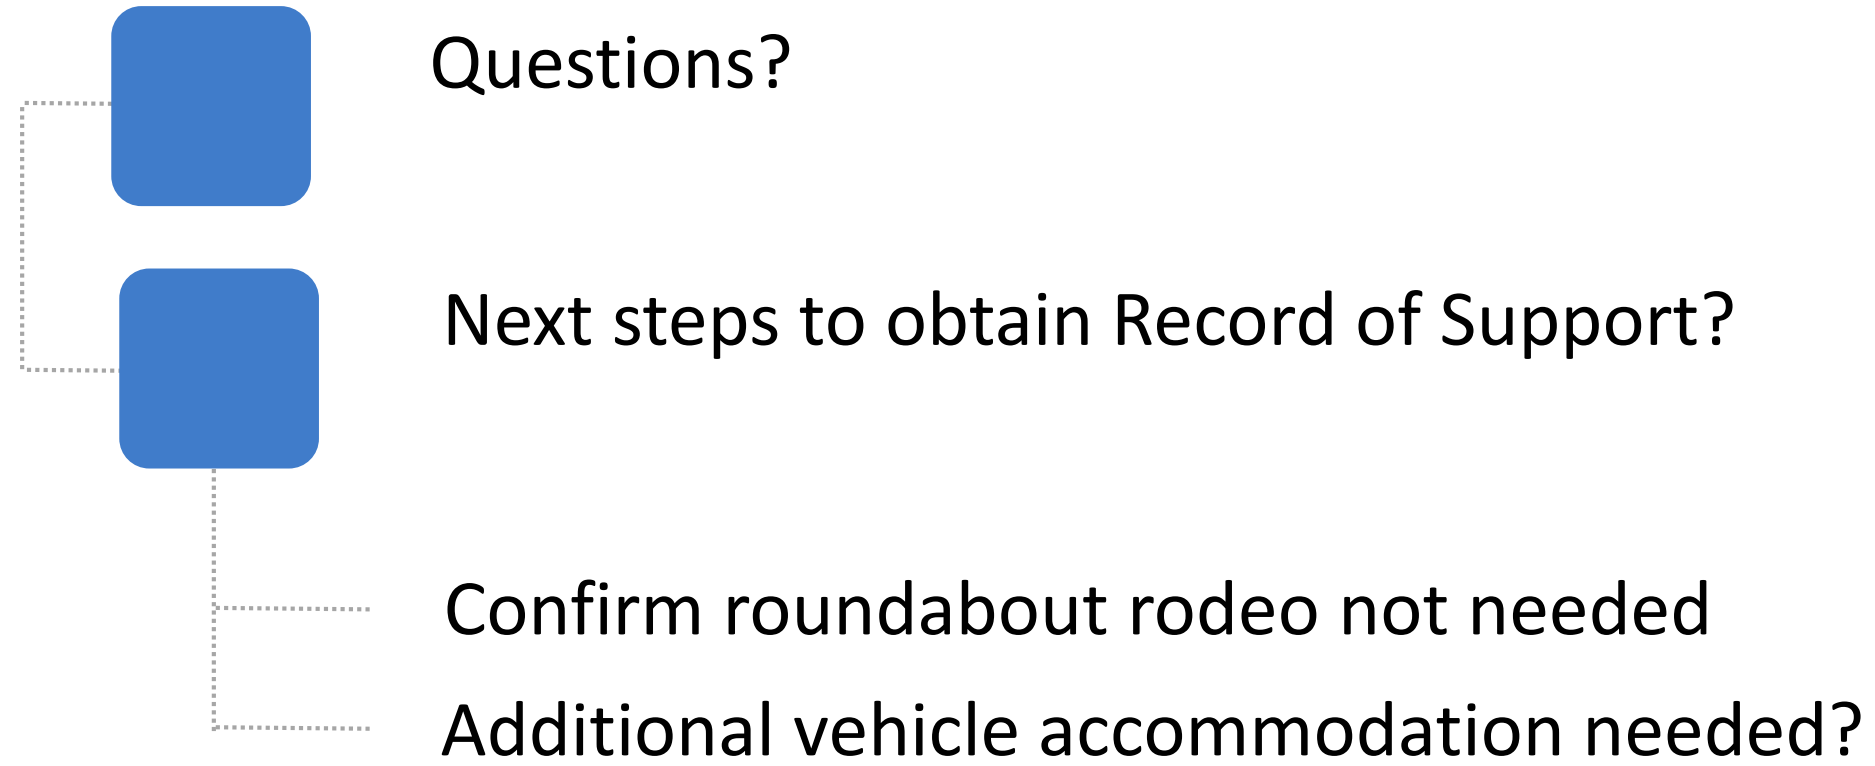 Questions?
Next steps to obtain Record of Support?
Confirm roundabout rodeo not needed
Additional vehicle accommodation needed?